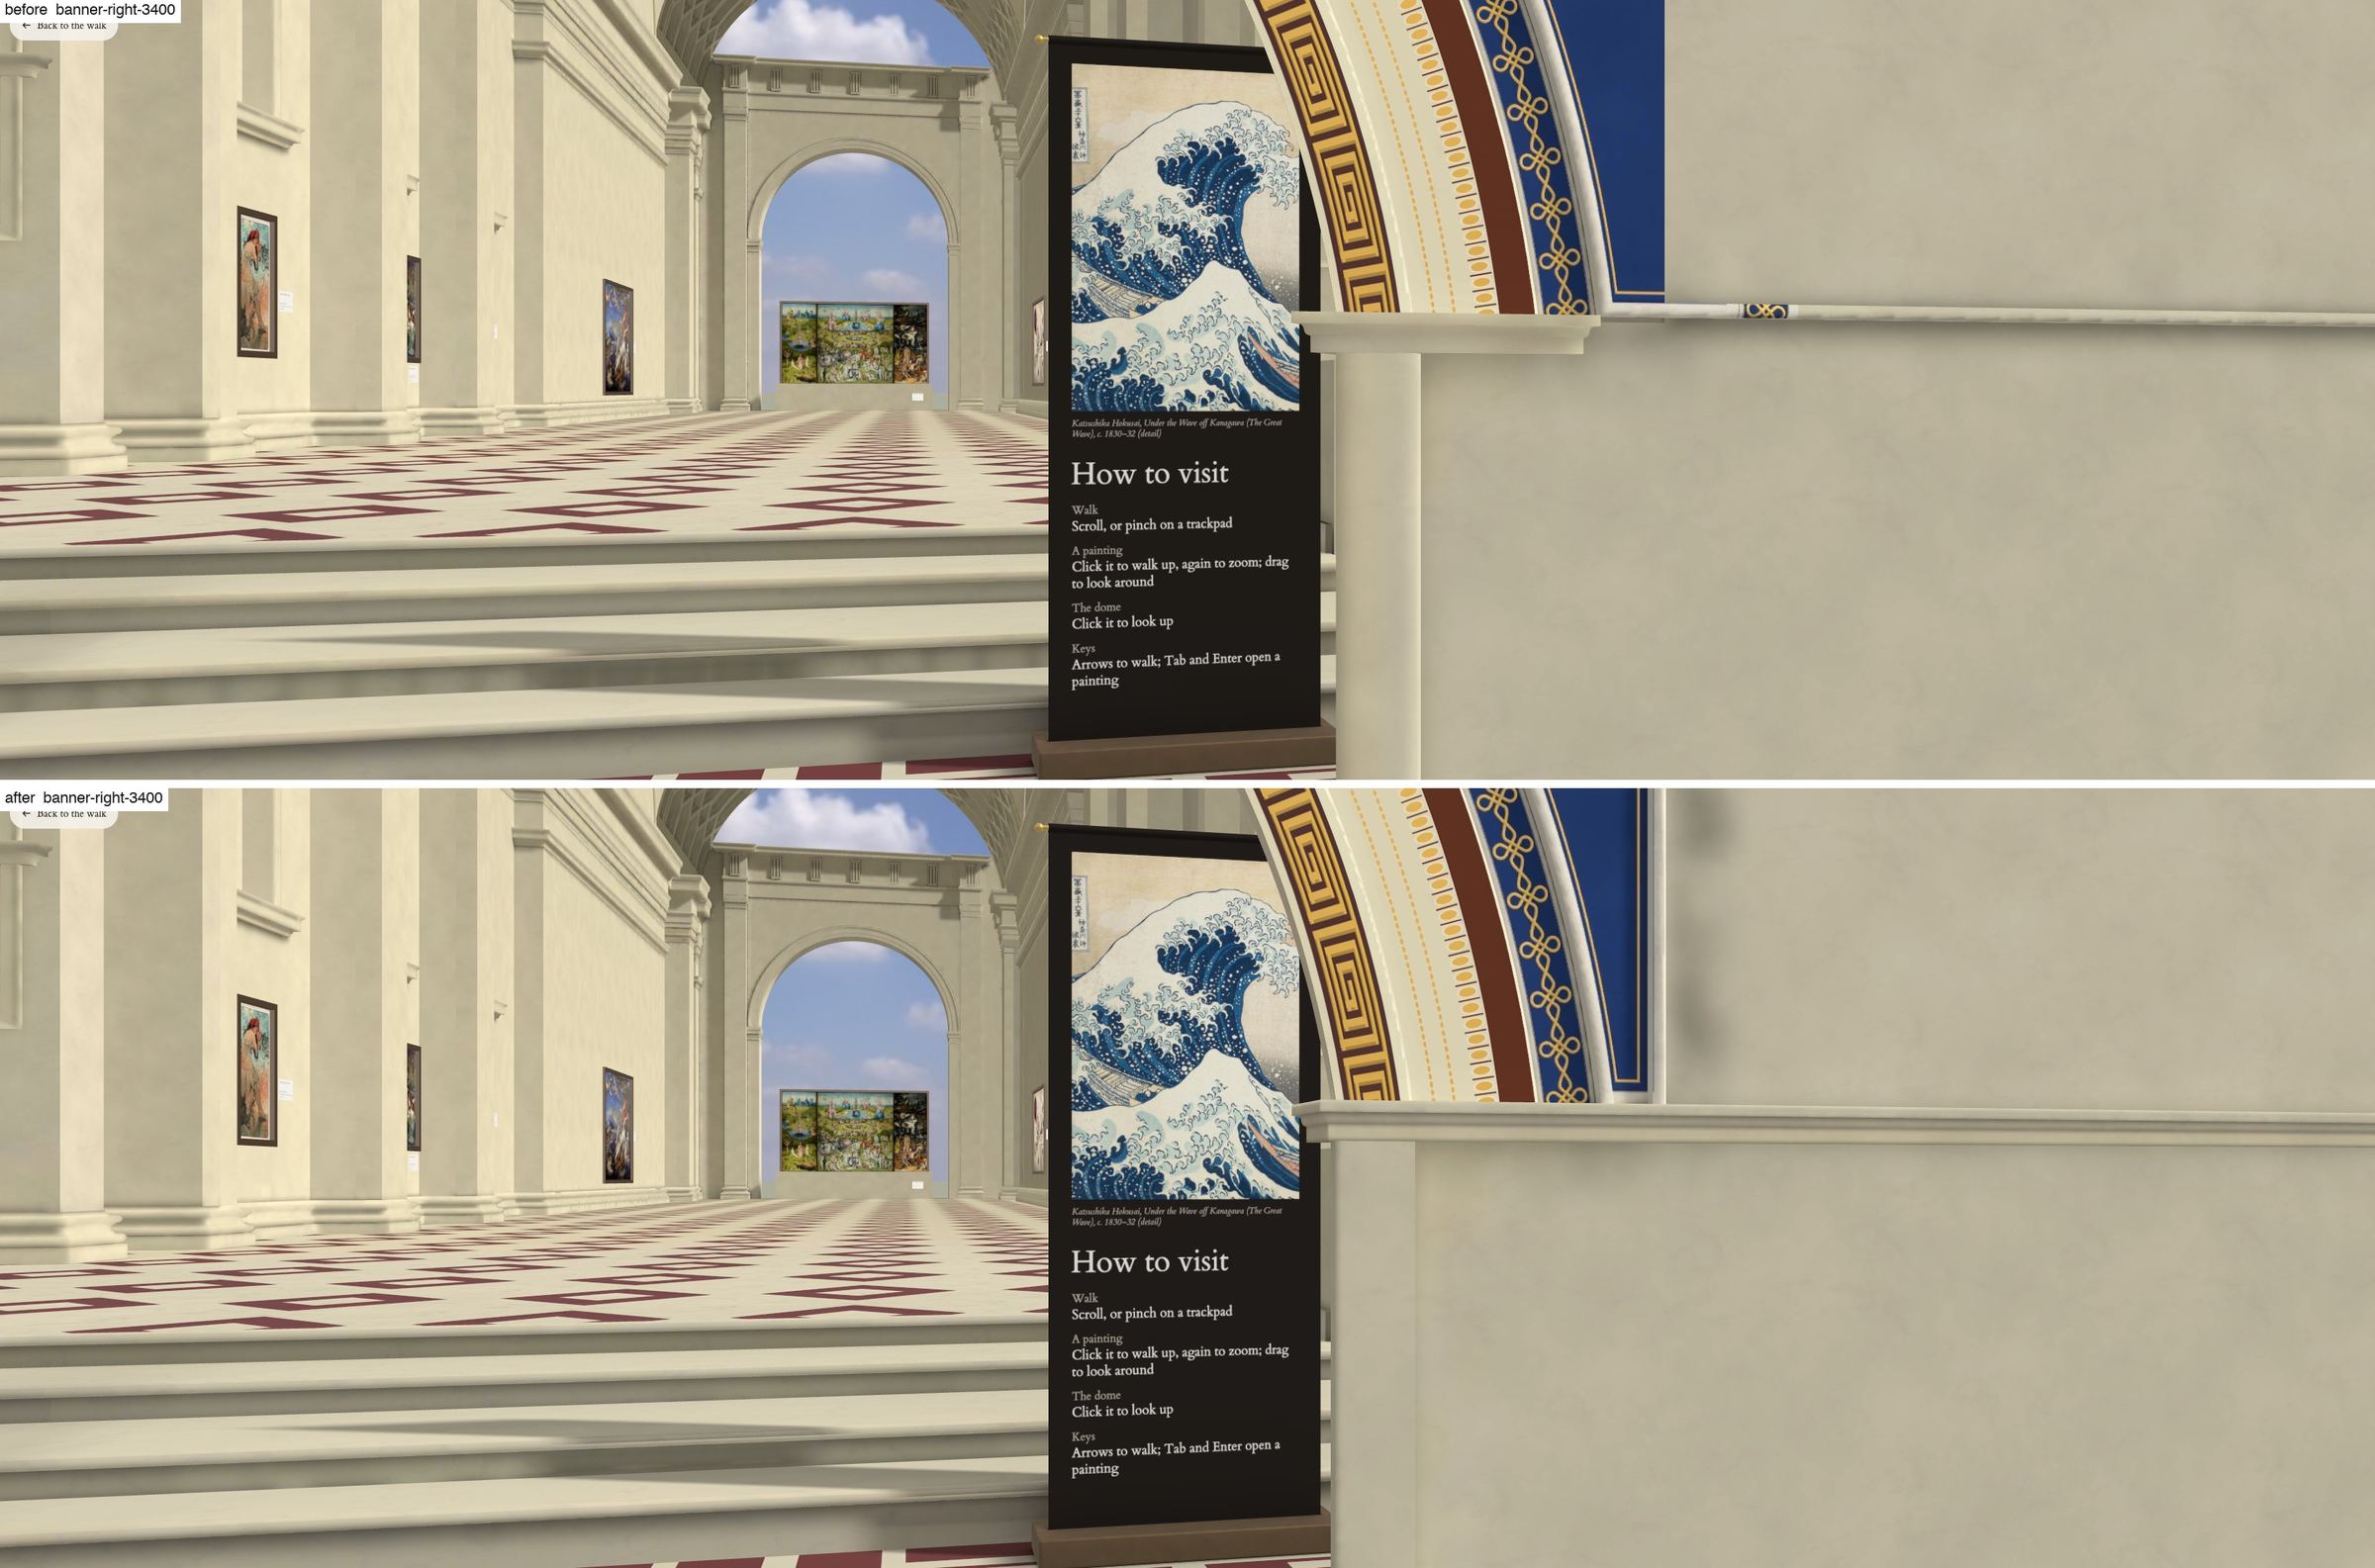 before banner-right-3400
← Back to the walk
Katsushika Hokusai, Under the Wave off Kanagawa (The Great
Wave), c. 1830–32 (detail)
How to visit
Walk
Scroll, or pinch on a trackpad
A painting
Click it to walk up, again to zoom; drag
to look around
The dome
Click it to look up
Keys
Arrows to walk; Tab and Enter open a
painting
after banner-right-3400
← Back to the walk
Katsushika Hokusai, Under the Wave off Kanagawa (The Great
Wave), c. 1830–32 (detail)
How to visit
Walk
Scroll, or pinch on a trackpad
A painting
Click it to walk up, again to zoom; drag
to look around
The dome
Click it to look up
Keys
Arrows to walk; Tab and Enter open a
painting